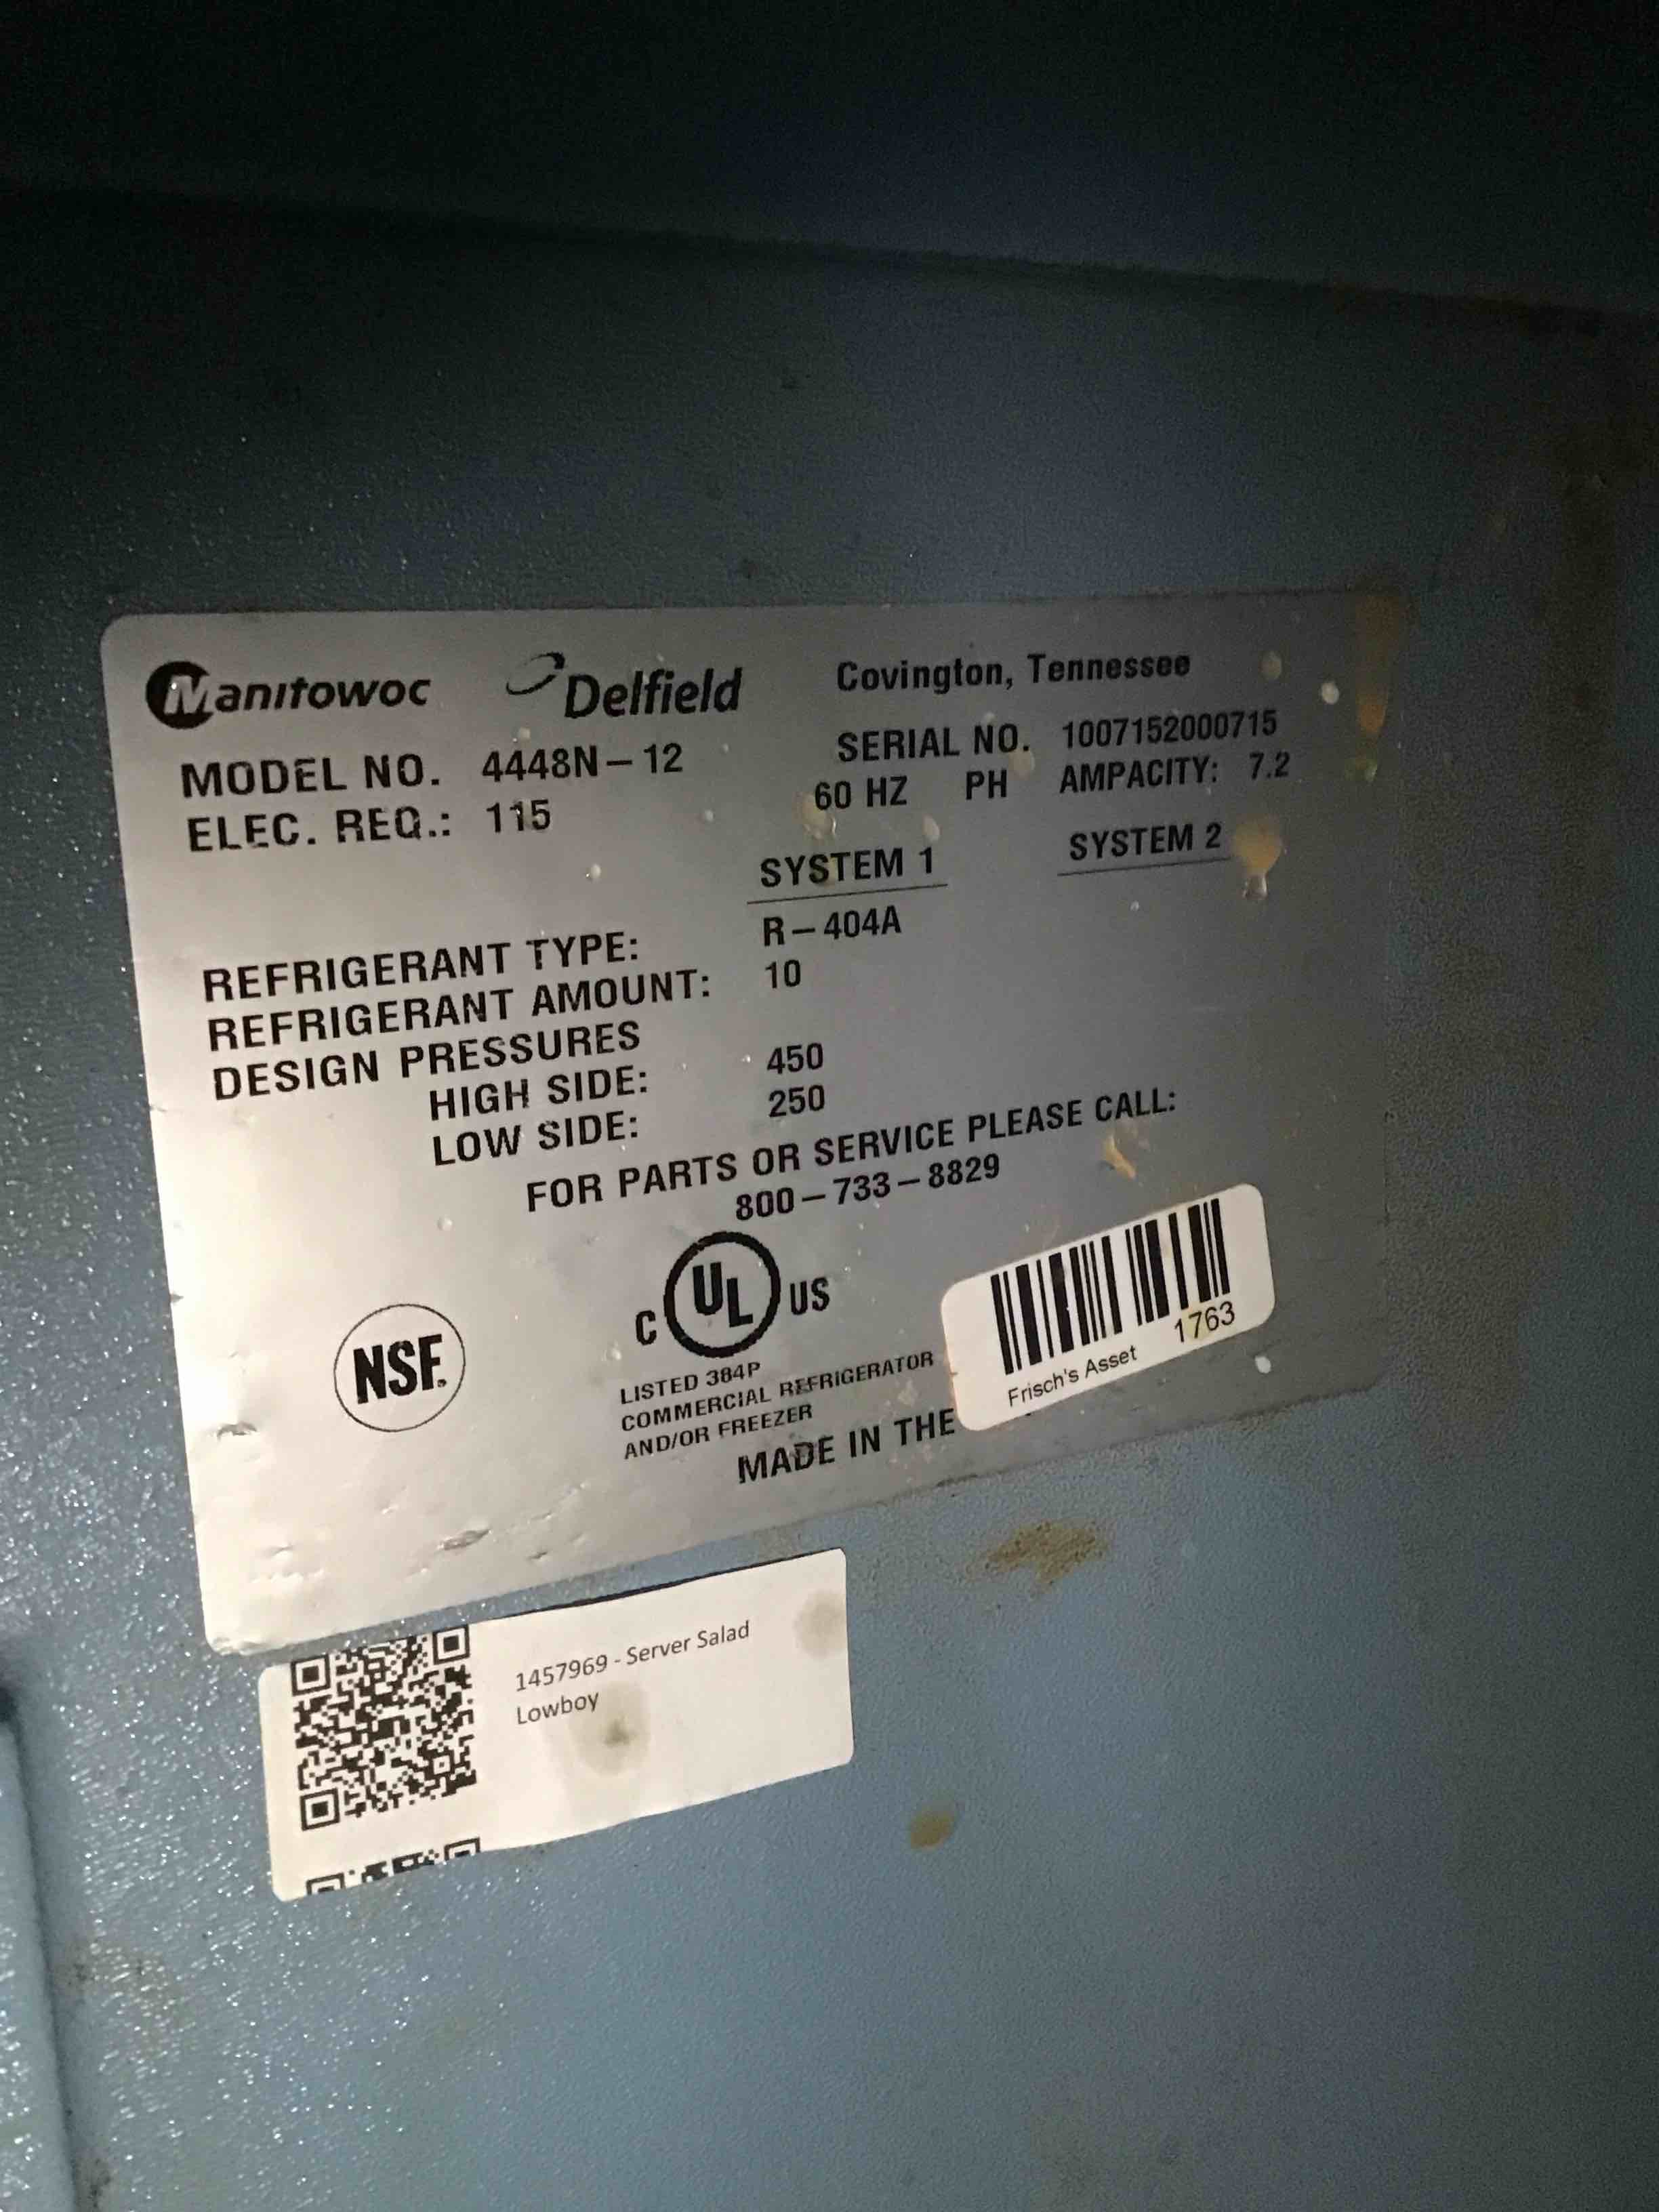 Manitowoc Delfield Covington, Tennessee
MODEL NO. 4448N-12 SERIAL NO. 1007152000715
ELEC. REQ.: 115 60 HZ PH AMPACITY: 7.2
SYSTEM 1 SYSTEM 2
REFRIGERANT TYPE: R-404A
REFRIGERANT AMOUNT: 10
DESIGN PRESSURES
HIGH SIDE: 450
LOW SIDE: 250
FOR PARTS OR SERVICE PLEASE CALL:
800-733-8829
NSF.
C UL US
LISTED 384P
COMMERCIAL REFRIGERATOR
AND/OR FREEZER
MADE IN THE
1763
Frisch's Asset
1457969 - Server Salad
Lowboy